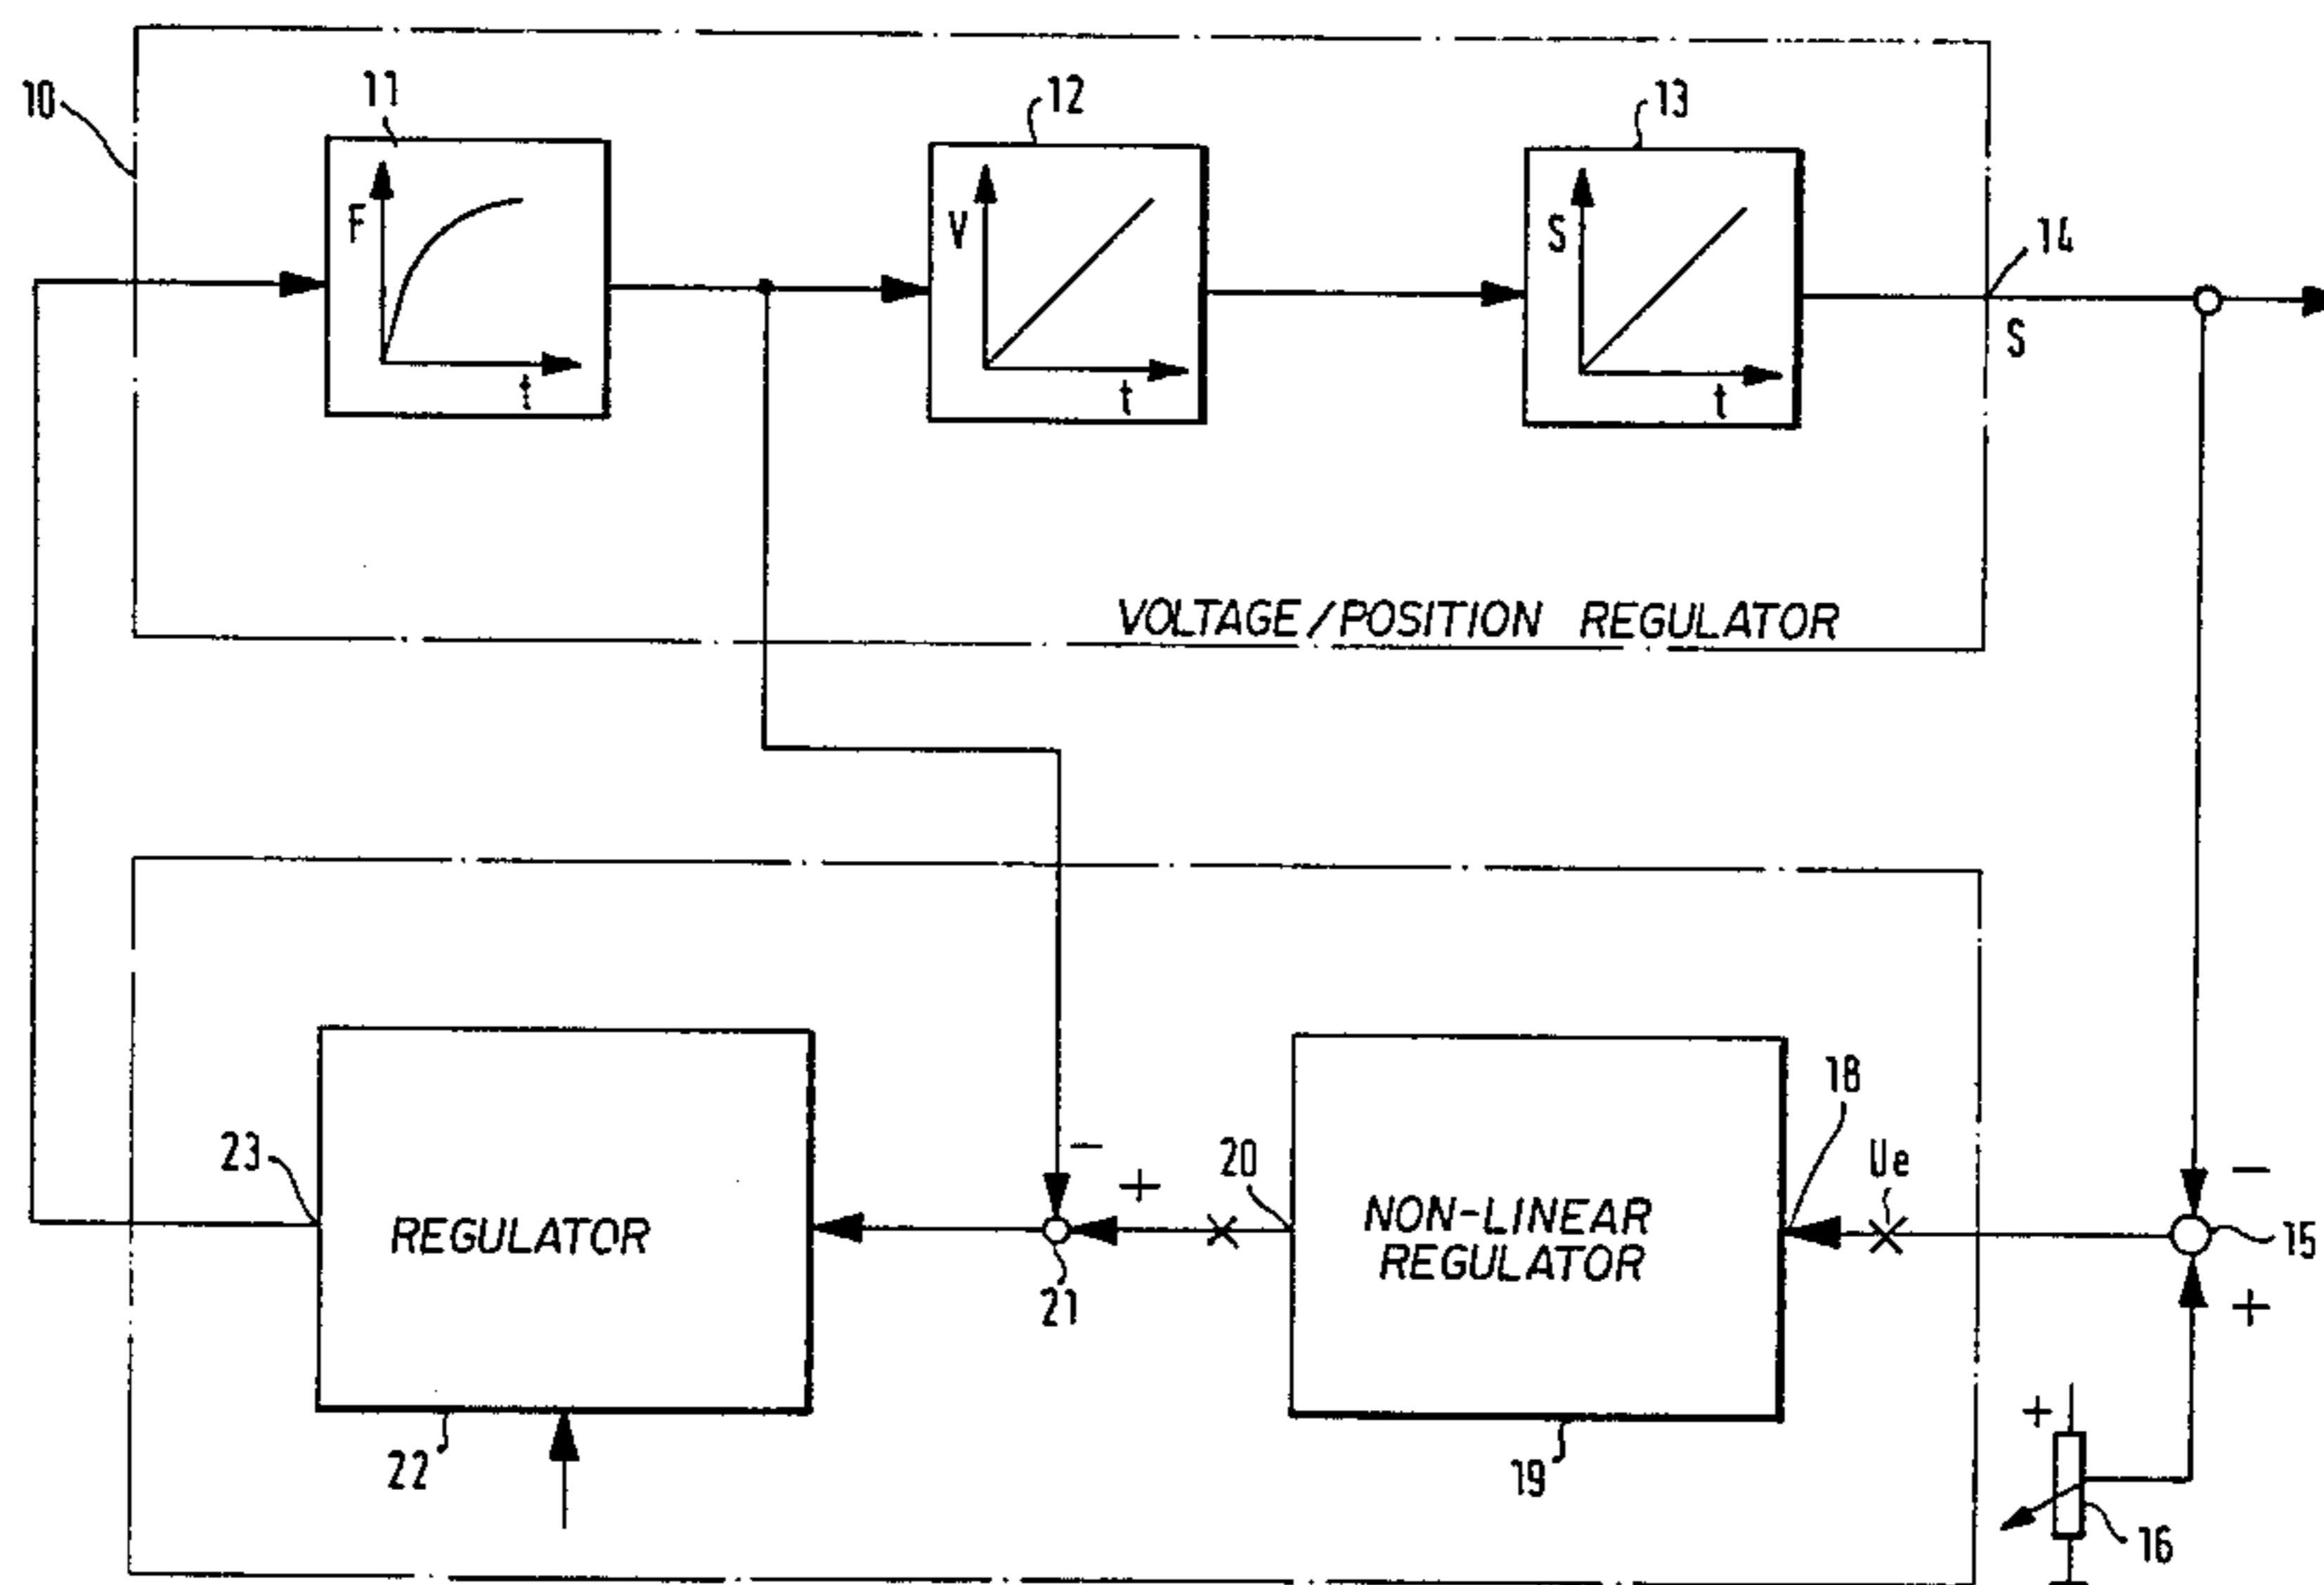 10
11
12
13
F
t
V
t
S
t
14
S
VOLTAGE/POSITION REGULATOR
18
Ue
23
20
-
+
-
REGULATOR
NON-LINEAR
REGULATOR
15
21
+
22
19
+
16